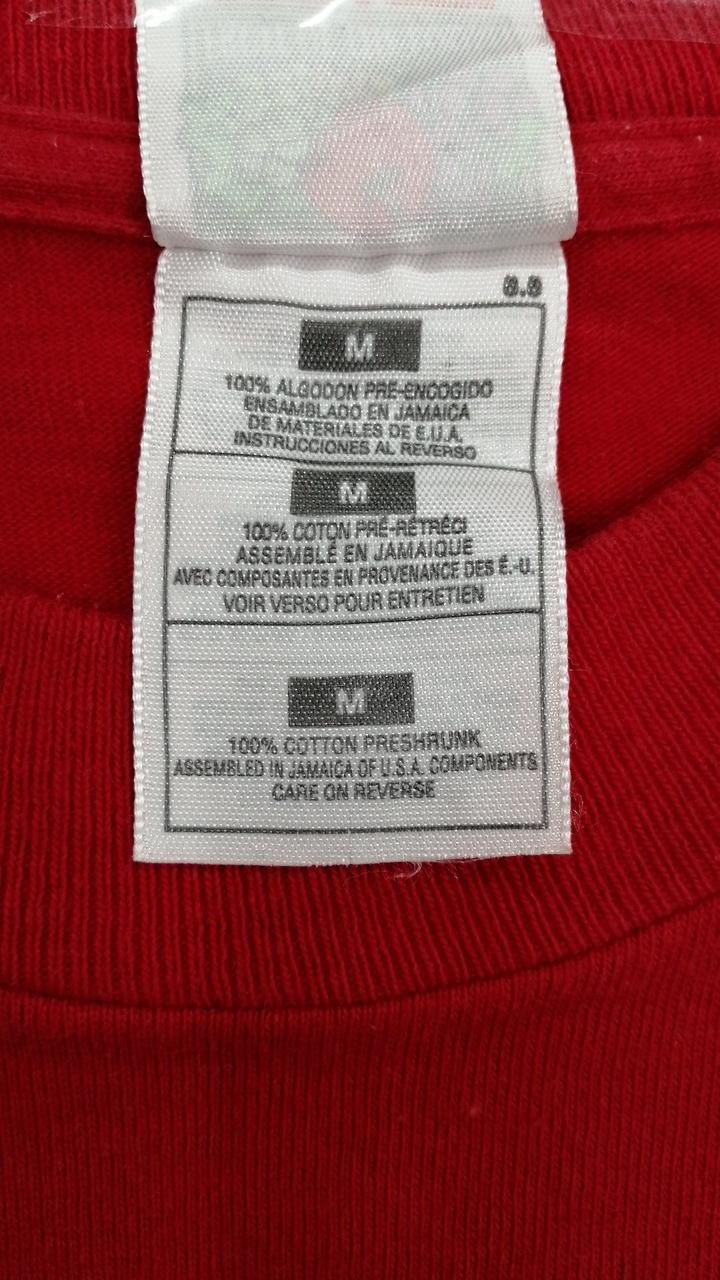 M
100% ALGODON PRE-ENCOGIDO
ENSAMBLADO EN JAMAICA
DE MATERIALES DE E.U.A.
INSTRUCCIONES AL REVERSO
M
100% COTON PRÉ-RÉTRÉCI
ASSEMBLÉ EN JAMAIQUE
AVEC COMPOSANTES EN PROVENANCE DES É.-U.
VOIR VERSO POUR ENTRETIEN
M
100% COTTON PRESHRUNK
ASSEMBLED IN JAMAICA OF U.S.A. COMPONENTS
CARE ON REVERSE